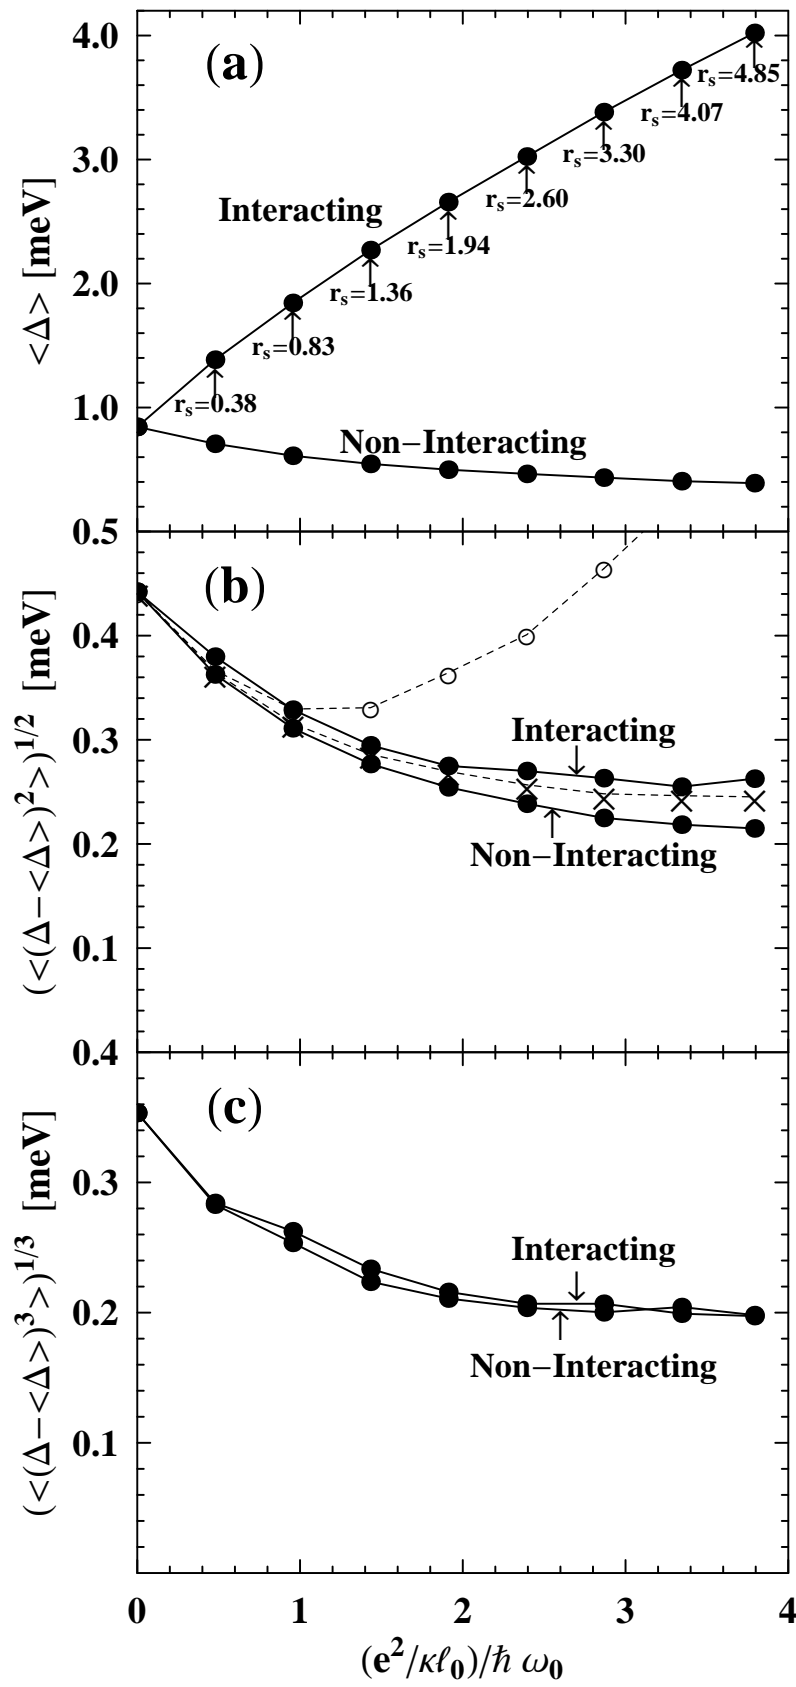 4.0
(a)
r_s=4.85
r_s=4.07
3.0
r_s=3.30
<Δ> [meV]
r_s=2.60
Interacting
r_s=1.94
2.0
r_s=1.36
r_s=0.83
1.0
r_s=0.38
Non−Interacting
0.5
(b)
(<(Δ−<Δ>)²>)^{1/2} [meV]
0.4
0.3
Interacting
0.2
Non−Interacting
0.1
0.4
(c)
(<(Δ−<Δ>)³>)^{1/3} [meV]
0.3
Interacting
0.2
Non−Interacting
0.1
0 1 2 3 4
(e²/κℓ₀)/ℏ ω₀